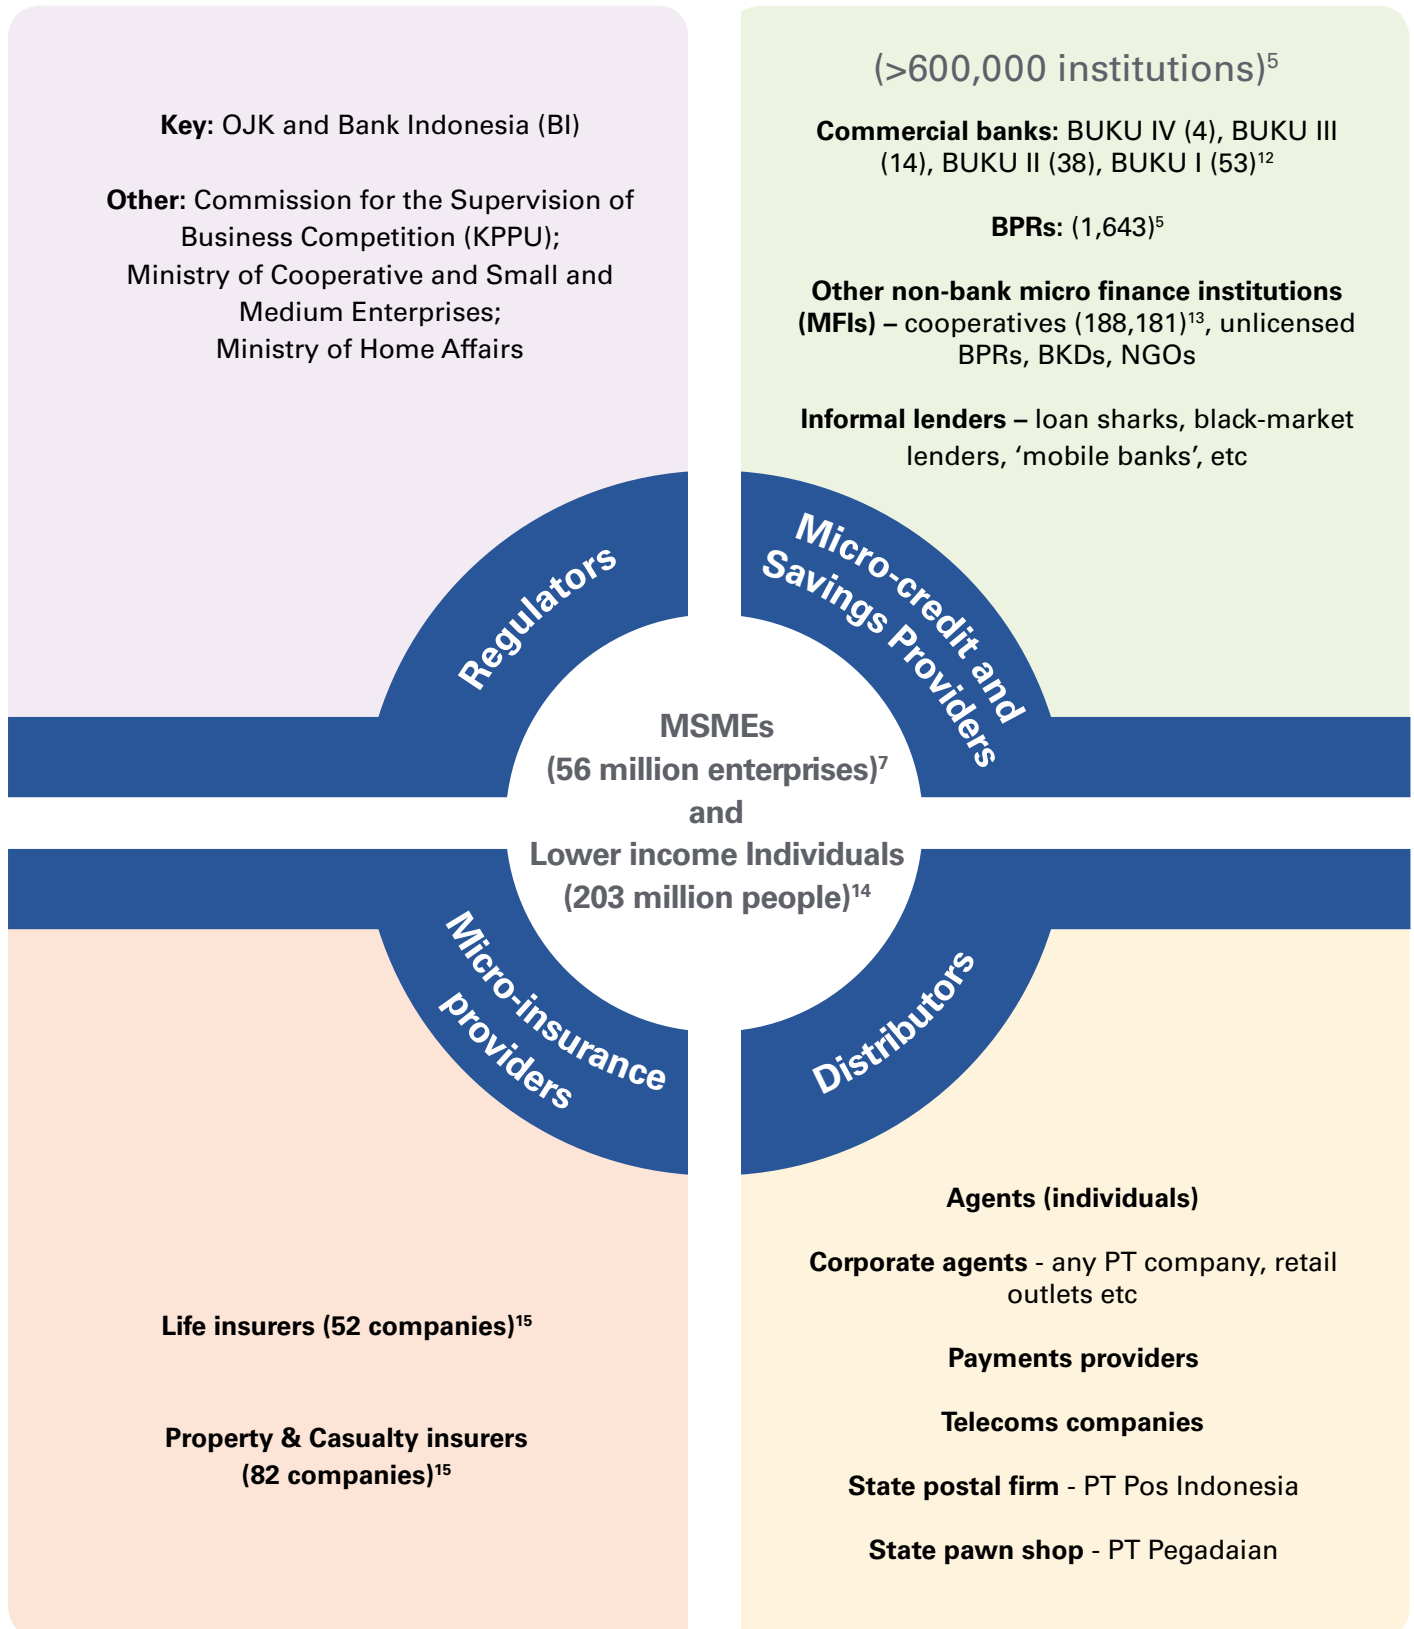 Key: OJK and Bank Indonesia (BI)
Other: Commission for the Supervision of
Business Competition (KPPU);
Ministry of Cooperative and Small and
Medium Enterprises;
Ministry of Home Affairs
Regulators
(>600,000 institutions)5
Commercial banks: BUKU IV (4), BUKU III
(14), BUKU II (38), BUKU I (53)12
BPRs: (1,643)5
Other non-bank micro finance institutions
(MFIs) – cooperatives (188,181)13, unlicensed
BPRs, BKDs, NGOs
Informal lenders – loan sharks, black-market
lenders, ‘mobile banks’, etc
Micro-credit and
Savings Providers
MSMEs
(56 million enterprises)7
and
Lower income Individuals
(203 million people)14
Micro-insurance
providers
Life insurers (52 companies)15
Property & Casualty insurers
(82 companies)15
Distributors
Agents (individuals)
Corporate agents - any PT company, retail
outlets etc
Payments providers
Telecoms companies
State postal firm - PT Pos Indonesia
State pawn shop - PT Pegadaian